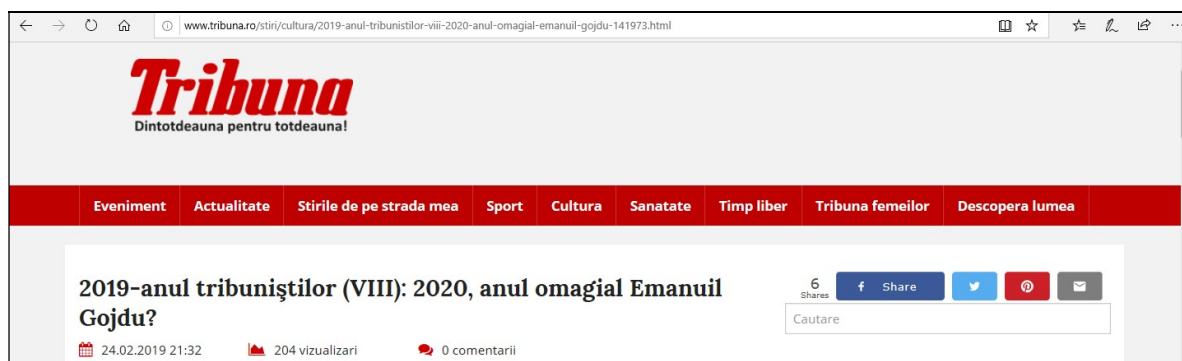 www.tribuna.ro/stiri/cultura/2019-anul-tribunistilor-viii-2020-anul-omagial-emanuil-gojdu-141973.html
Tribuna
Dintotdeauna pentru totdeauna!
Eveniment Actualitate Stirile de pe strada mea Sport Cultura Sanatate Timp liber Tribuna femeilor Descopera lumea
2019-anul tribuniştilor (VIII): 2020, anul omagial Emanuil
Gojdu?
24.02.2019 21:32 204 vizualizari 0 comentarii
6
Shares
f Share
Cautare